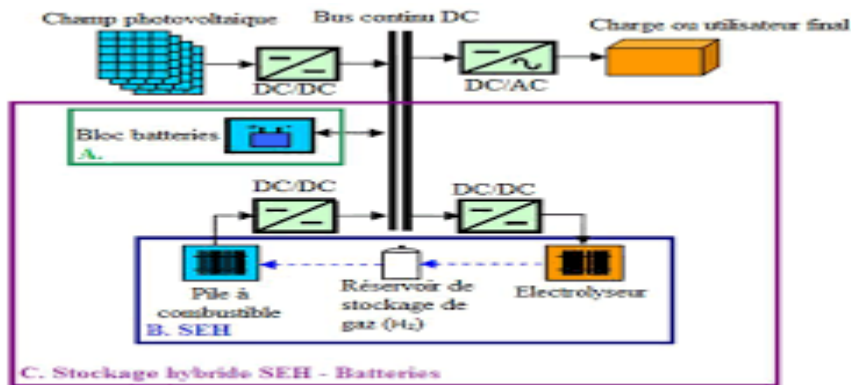 Champ photovoltaique
Bus continu DC
Charge ou utilisateur final
DC/DC
DC/AC
Bloc batteries
A.
DC/DC
DC/DC
Pile à
combustible
Réservoir de
stockage de
gaz (H₂)
Electrolyseur
B. SEH
C. Stockage hybride SEH - Batteries